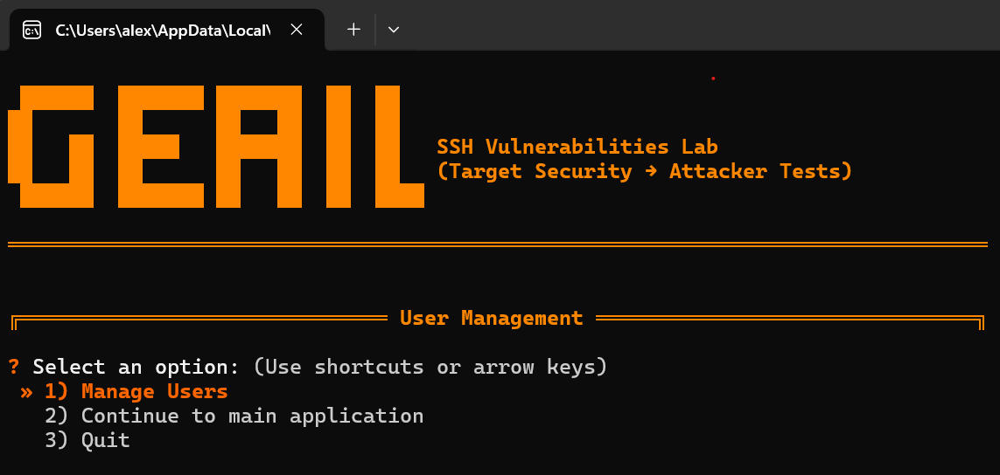 C:\Users\alex\AppData\Local\
GEAIL
SSH Vulnerabilities Lab
(Target Security → Attacker Tests)
User Management
? Select an option: (Use shortcuts or arrow keys)
» 1) Manage Users
2) Continue to main application
3) Quit